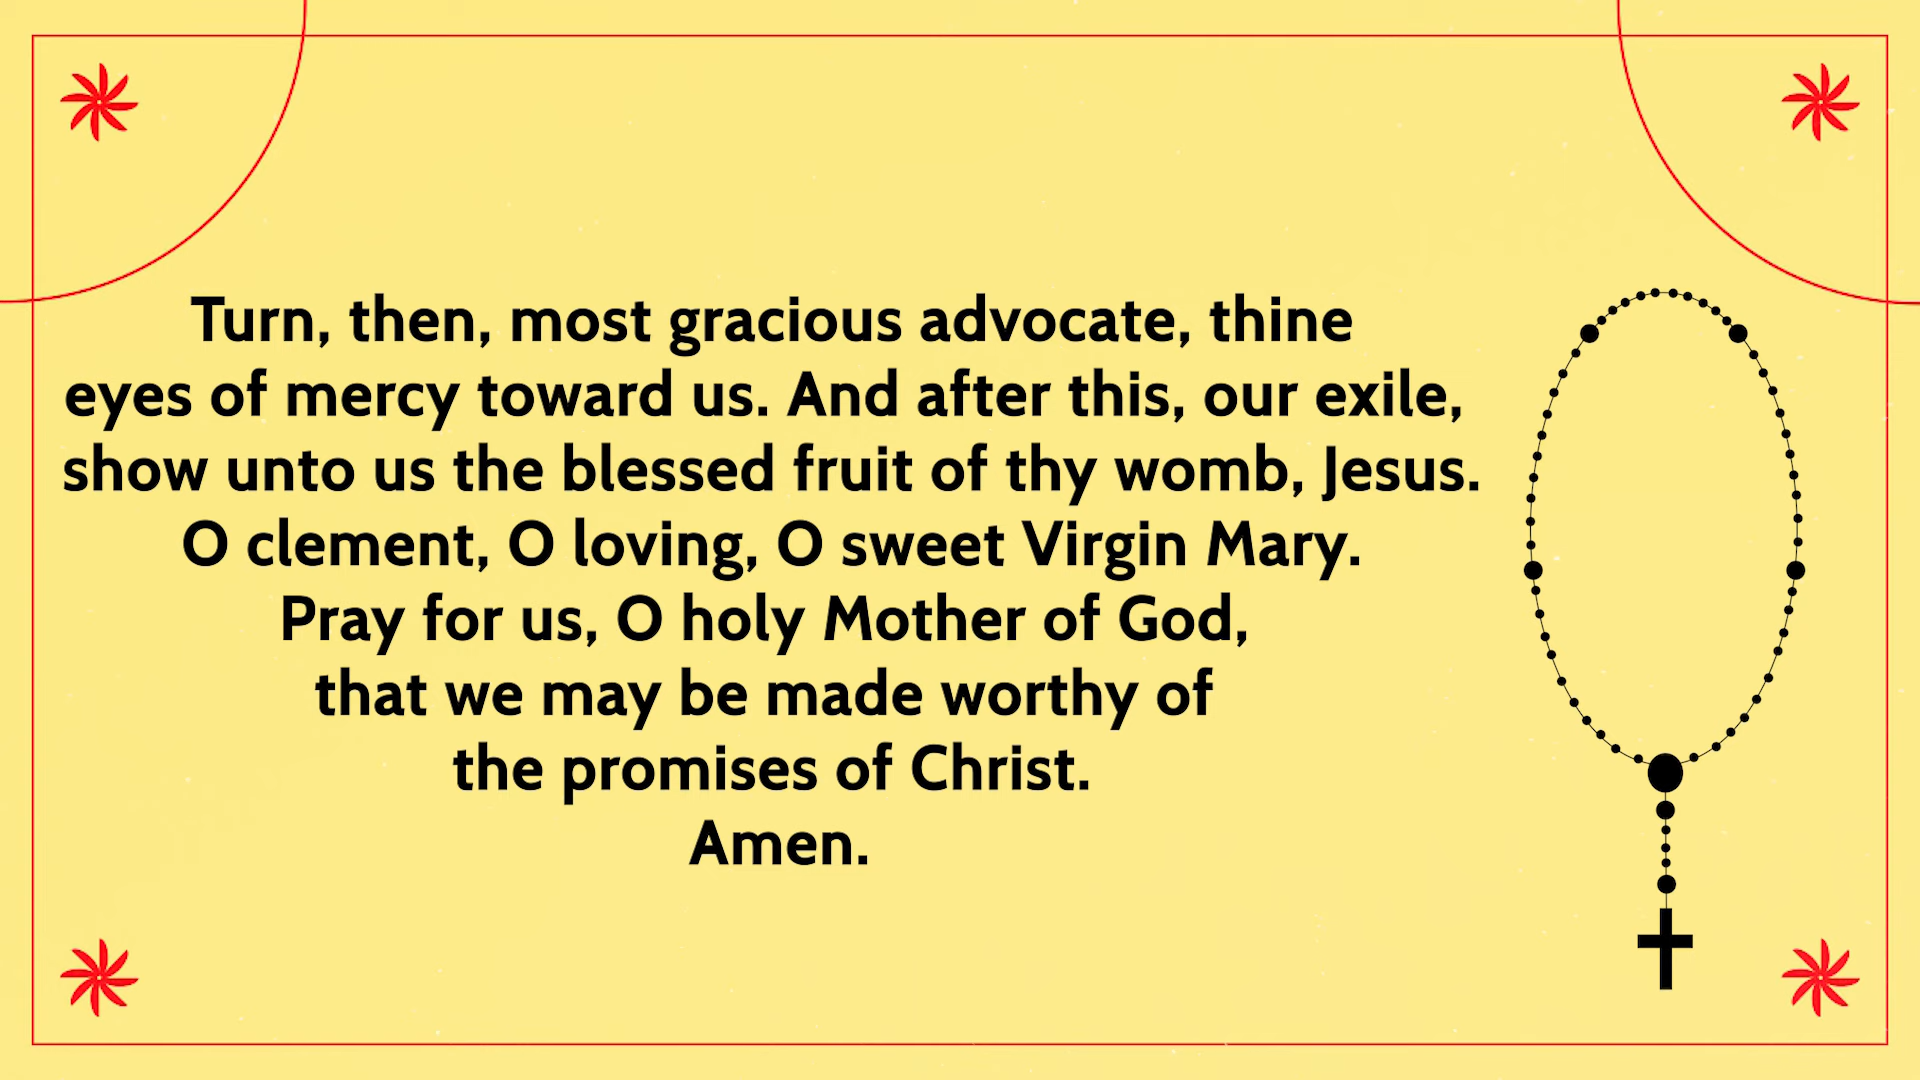 Turn, then, most gracious advocate, thine
eyes of mercy toward us. And after this, our exile,
show unto us the blessed fruit of thy womb, Jesus.
O clement, O loving, O sweet Virgin Mary.
Pray for us, O holy Mother of God,
that we may be made worthy of
the promises of Christ.
Amen.